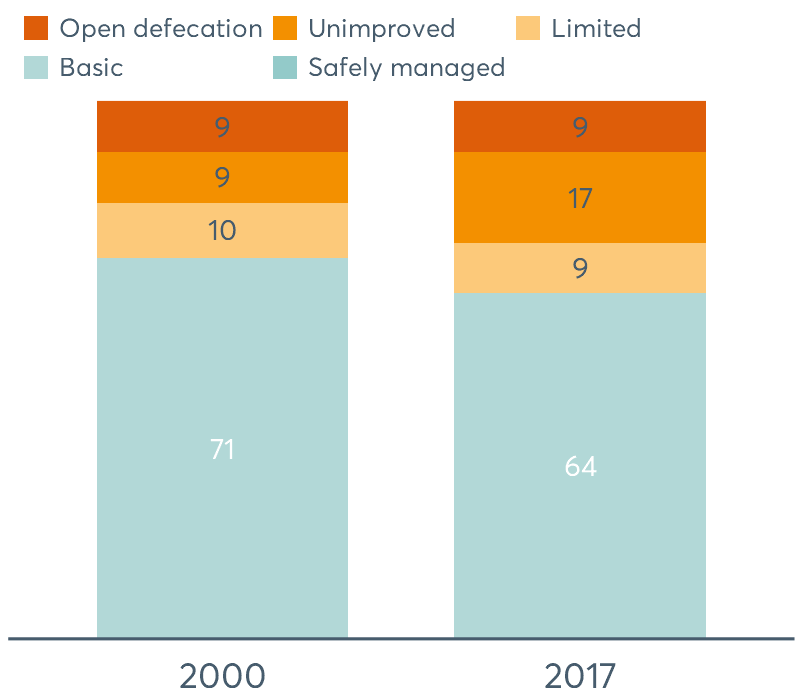 Open defecation Unimproved Limited
Basic Safely managed
9 9
9 17
10 9
71 64
2000 2017